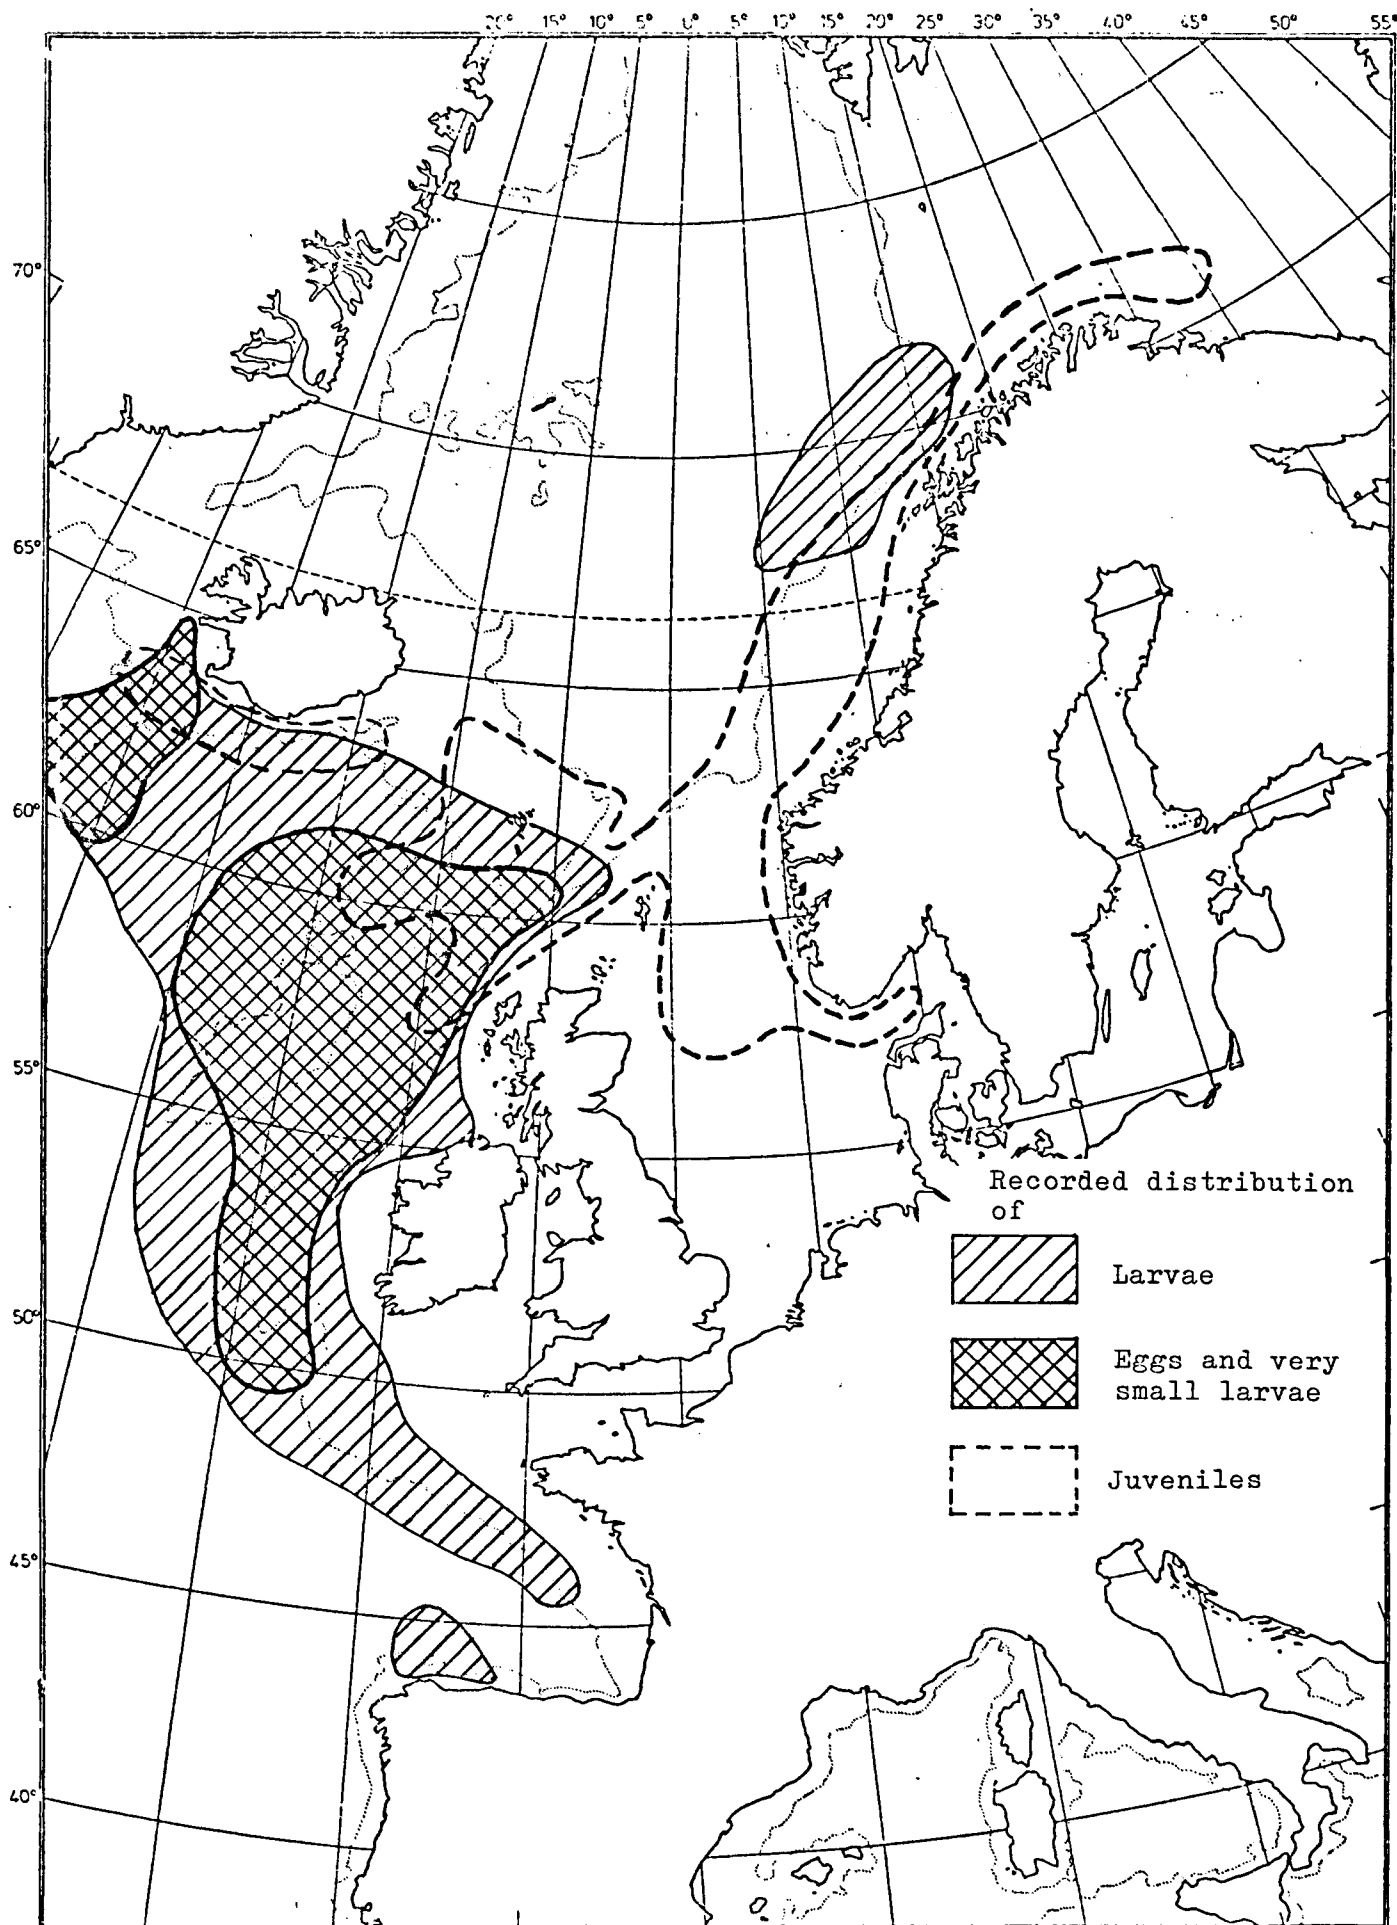 20° 15° 10° 5° 0° 5° 10° 15° 20° 25° 30° 35° 40° 45° 50° 55°
70°
65°
60°
55°
50°
45°
40°
Recorded distribution
of
Larvae
Eggs and very
small larvae
Juveniles